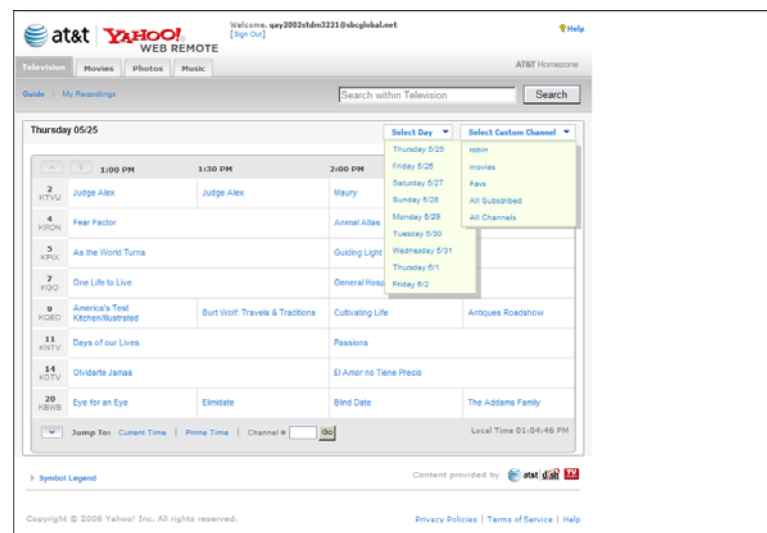 at&t YAHOO! WEB REMOTE
Welcome, qay2002stdm3221@sbcglobal.net
[Sign Out]
Help
Television Movies Photos Music
AT&T Homezone
Guide | My Recordings
Search within Television Search
Thursday 05/25
Select Day Select Custom Channel
Thursday 5/25
Friday 5/26
Saturday 5/27
Sunday 5/28
Monday 5/29
Tuesday 5/30
Wednesday 5/31
Thursday 6/1
Friday 6/2
robin
movies
Favs
All Subscribed
All Channels
1:00 PM 1:30 PM 2:00 PM
2 KTVU Judge Alex Judge Alex Maury
4 KRON Fear Factor Animal Atlas
5 KPIX As the World Turns Guiding Light
7 KGO One Life to Live General Hosp
9 KQED America's Test Kitchen/Illustrated Burt Wolf: Travels & Traditions Cultivating Life Antiques Roadshow
11 KNTV Days of our Lives Passions
14 KDTV Olvidarte Jamas El Amor no Tiene Precio
20 KBWB Eye for an Eye Elimidate Blind Date The Addams Family
Jump To: Current Time | Prime Time | Channel # Go
Local Time 01:04:46 PM
Symbol Legend
Content provided by at&t dish TV
Copyright © 2006 Yahoo! Inc. All rights reserved.
Privacy Policies | Terms of Service | Help